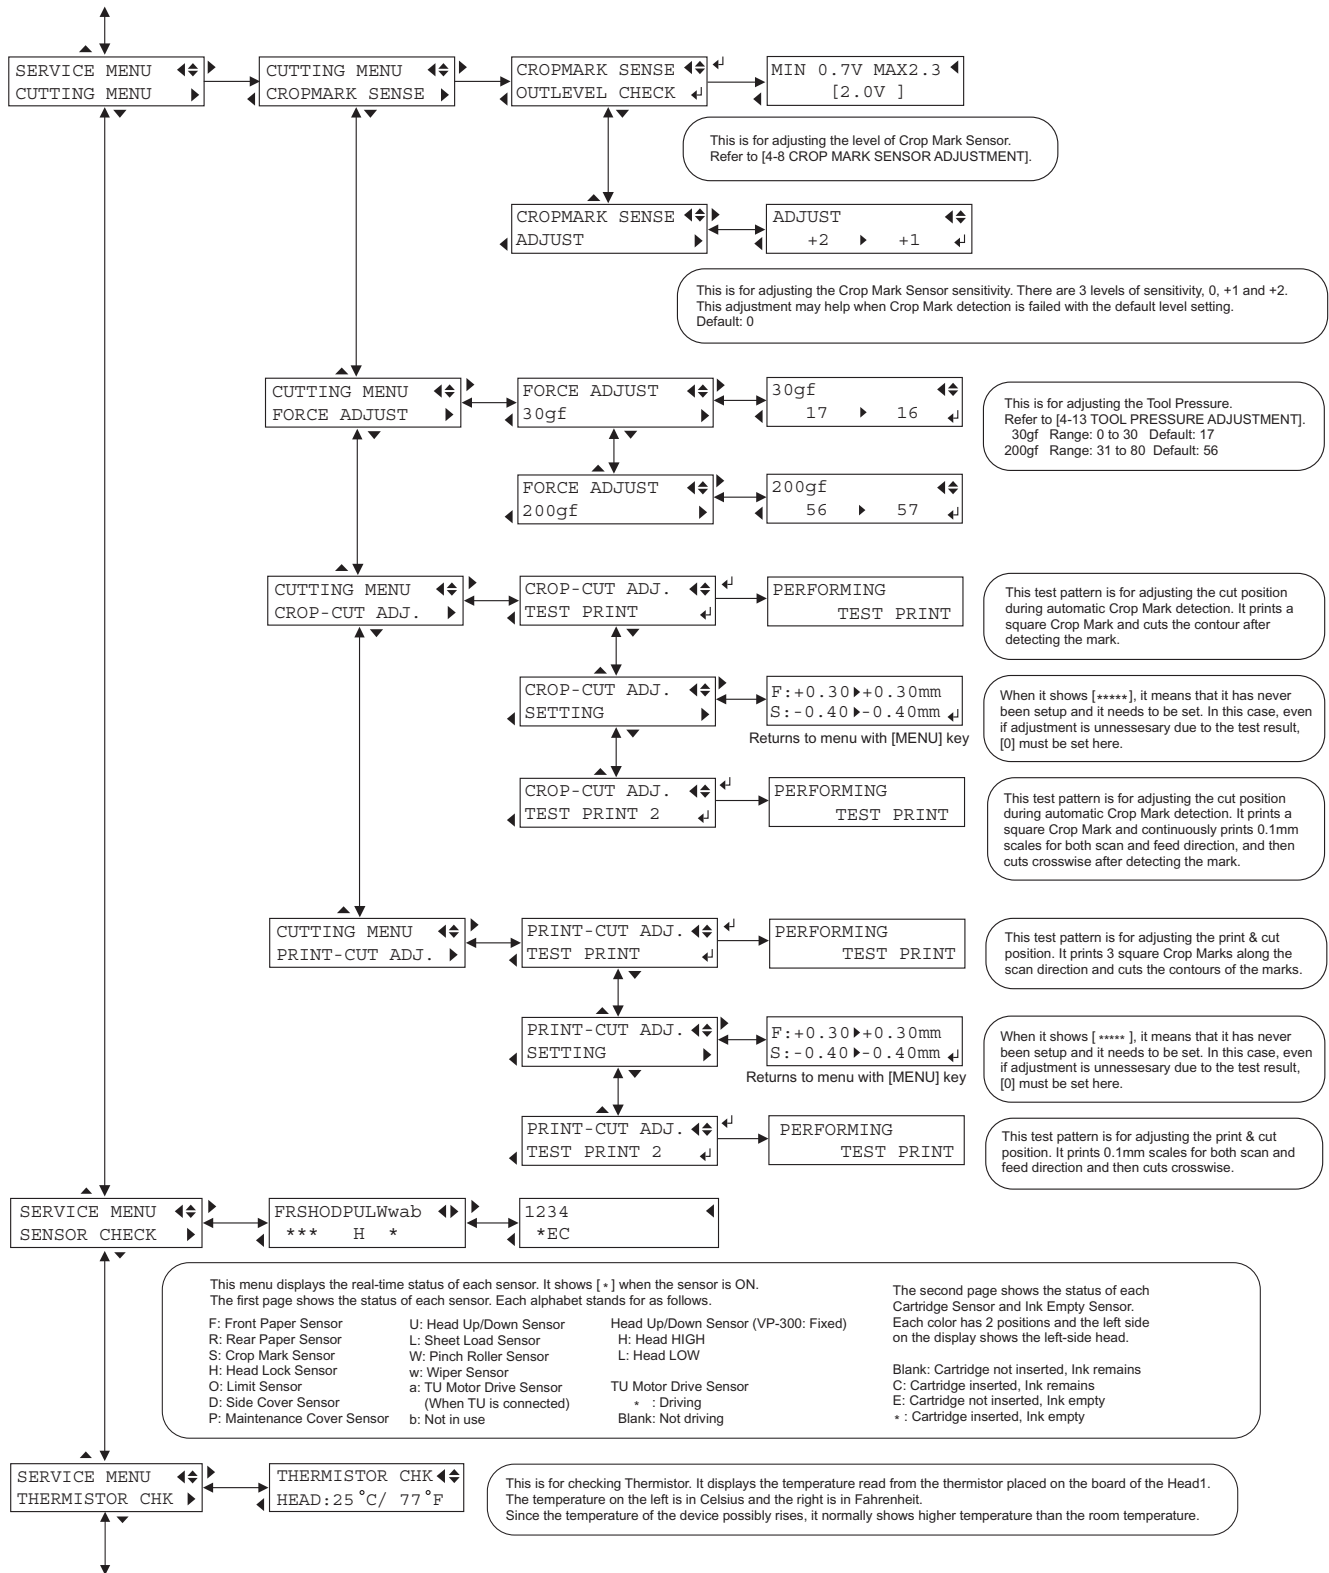 SERVICE MENU
CUTTING MENU
CUTTING MENU
CROPMARK SENSE
CROPMARK SENSE
OUTLEVEL CHECK
MIN 0.7V MAX2.3
[2.0V ]
This is for adjusting the level of Crop Mark Sensor.
Refer to [4-8 CROP MARK SENSOR ADJUSTMENT].
CROPMARK SENSE
ADJUST
ADJUST
+2 +1
This is for adjusting the Crop Mark Sensor sensitivity. There are 3 levels of sensitivity, 0, +1 and +2.
This adjustment may help when Crop Mark detection is failed with the default level setting.
Default: 0
CUTTING MENU
FORCE ADJUST
FORCE ADJUST
30gf
30gf
17 16
This is for adjusting the Tool Pressure.
Refer to [4-13 TOOL PRESSURE ADJUSTMENT].
30gf Range: 0 to 30 Default: 17
200gf Range: 31 to 80 Default: 56
FORCE ADJUST
200gf
200gf
56 57
CUTTING MENU
CROP-CUT ADJ.
CROP-CUT ADJ.
TEST PRINT
PERFORMING
TEST PRINT
This test pattern is for adjusting the cut position
during automatic Crop Mark detection. It prints a
square Crop Mark and cuts the contour after
detecting the mark.
CROP-CUT ADJ.
SETTING
F:+0.30 +0.30mm
S:-0.40 -0.40mm
Returns to menu with [MENU] key
When it shows [*****], it means that it has never
been setup and it needs to be set. In this case, even
if adjustment is unnessesary due to the test result,
[0] must be set here.
CROP-CUT ADJ.
TEST PRINT 2
PERFORMING
TEST PRINT
This test pattern is for adjusting the cut position
during automatic Crop Mark detection. It prints a
square Crop Mark and continuously prints 0.1mm
scales for both scan and feed direction, and then
cuts crosswise after detecting the mark.
CUTTING MENU
PRINT-CUT ADJ.
PRINT-CUT ADJ.
TEST PRINT
PERFORMING
TEST PRINT
This test pattern is for adjusting the print & cut
position. It prints 3 square Crop Marks along the
scan direction and cuts the contours of the marks.
PRINT-CUT ADJ.
SETTING
F:+0.30 +0.30mm
S:-0.40 -0.40mm
Returns to menu with [MENU] key
When it shows [ ***** ], it means that it has never
been setup and it needs to be set. In this case, even
if adjustment is unnessesary due to the test result,
[0] must be set here.
PRINT-CUT ADJ.
TEST PRINT 2
PERFORMING
TEST PRINT
This test pattern is for adjusting the print & cut
position. It prints 0.1mm scales for both scan and
feed direction and then cuts crosswise.
SERVICE MENU
SENSOR CHECK
FRSHODPULWwab
*** H *
1234
*EC
This menu displays the real-time status of each sensor. It shows [ * ] when the sensor is ON.
The first page shows the status of each sensor. Each alphabet stands for as follows.
F: Front Paper Sensor
R: Rear Paper Sensor
S: Crop Mark Sensor
H: Head Lock Sensor
O: Limit Sensor
D: Side Cover Sensor
P: Maintenance Cover Sensor
U: Head Up/Down Sensor
L: Sheet Load Sensor
W: Pinch Roller Sensor
w: Wiper Sensor
a: TU Motor Drive Sensor
(When TU is connected)
b: Not in use
Head Up/Down Sensor (VP-300: Fixed)
H: Head HIGH
L: Head LOW
TU Motor Drive Sensor
* : Driving
Blank: Not driving
The second page shows the status of each
Cartridge Sensor and Ink Empty Sensor.
Each color has 2 positions and the left side
on the display shows the left-side head.
Blank: Cartridge not inserted, Ink remains
C: Cartridge inserted, Ink remains
E: Cartridge not inserted, Ink empty
* : Cartridge inserted, Ink empty
SERVICE MENU
THERMISTOR CHK
THERMISTOR CHK
HEAD:25°C/ 77°F
This is for checking Thermistor. It displays the temperature read from the thermistor placed on the board of the Head1.
The temperature on the left is in Celsius and the right is in Fahrenheit.
Since the temperature of the device possibly rises, it normally shows higher temperature than the room temperature.